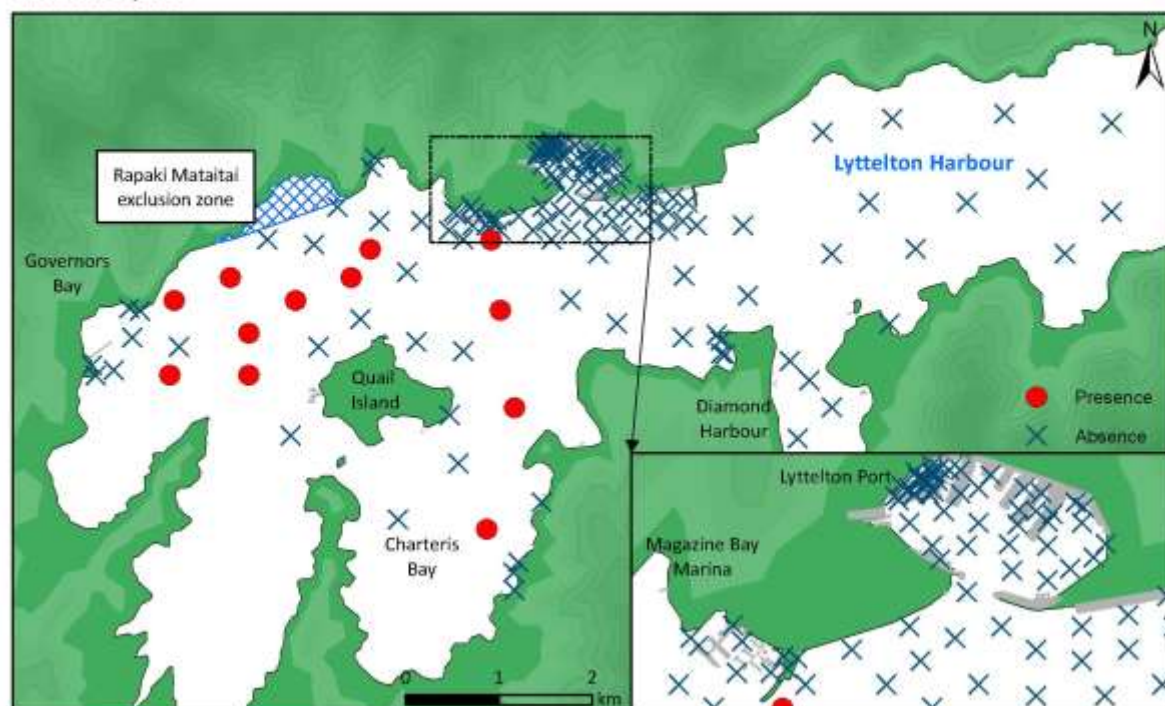 N
Rapaki Mataitai
exclusion zone
Lyttelton Harbour
Governors
Bay
Quail
Island
Diamond
Harbour
Presence
Absence
Charteris
Bay
Lyttelton Port
Magazine Bay
Marina
0 1 2
km